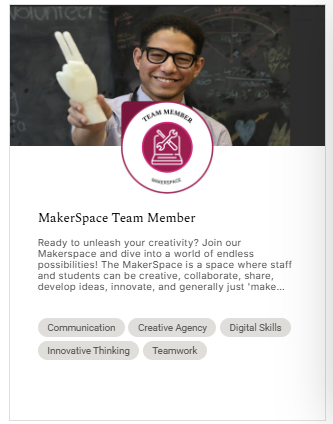 Volunteers
TEAM MEMBER
MAKERSPACE
MakerSpace Team Member
Ready to unleash your creativity? Join our
Makerspace and dive into a world of endless
possibilities! The MakerSpace is a space where staff
and students can be creative, collaborate, share,
develop ideas, innovate, and generally just 'make...
Communication
Creative Agency
Digital Skills
Innovative Thinking
Teamwork